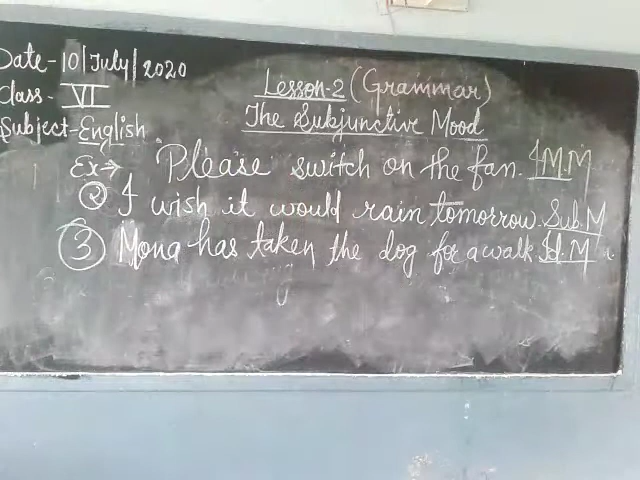 Date-10/July/2020
Class- VI
Subject-English
Lesson-2 (Grammar)
The Subjunctive Mood
Ex→ Please switch on the fan. IM.M
② I wish it would rain tomorrow. Sub.M
③ Mona has taken the dog for a walk. Id.M